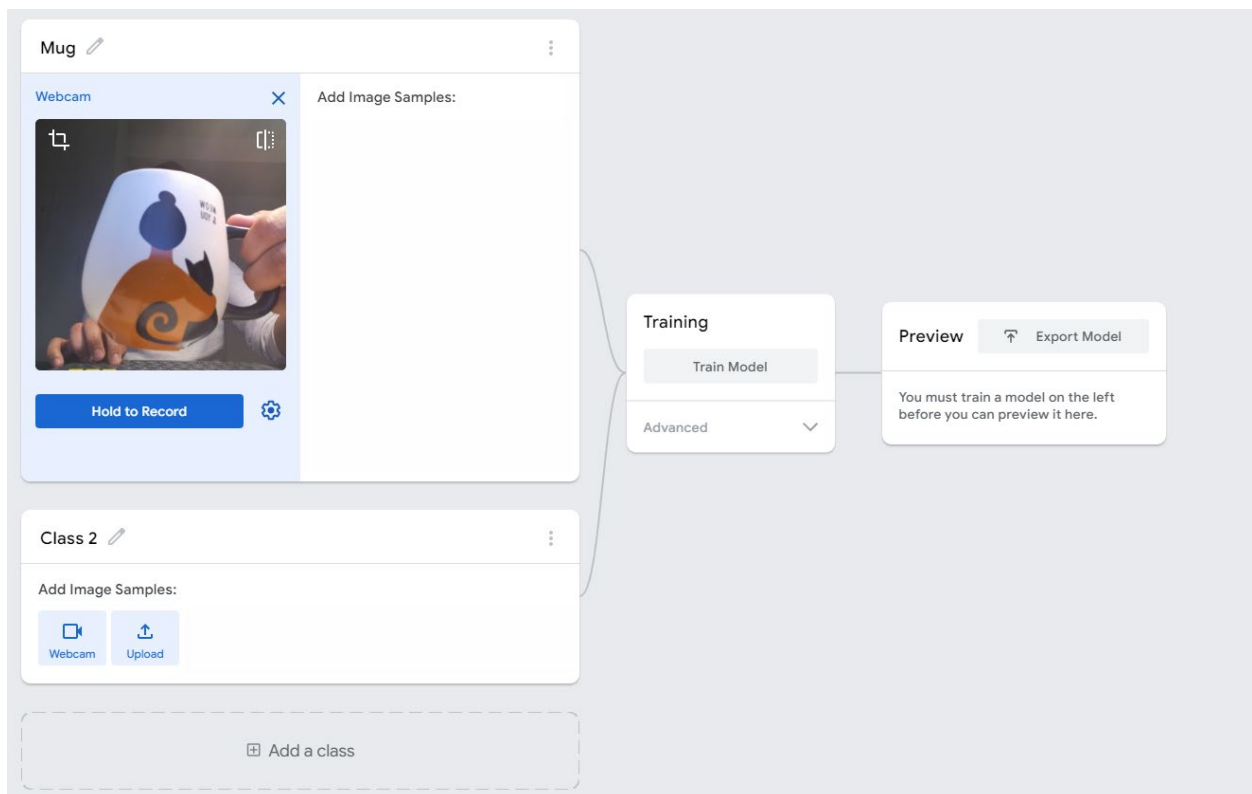 Mug
Webcam
Add Image Samples:
Hold to Record
Class 2
Add Image Samples:
Webcam
Upload
Add a class
Training
Train Model
Advanced
Preview
Export Model
You must train a model on the left
before you can preview it here.